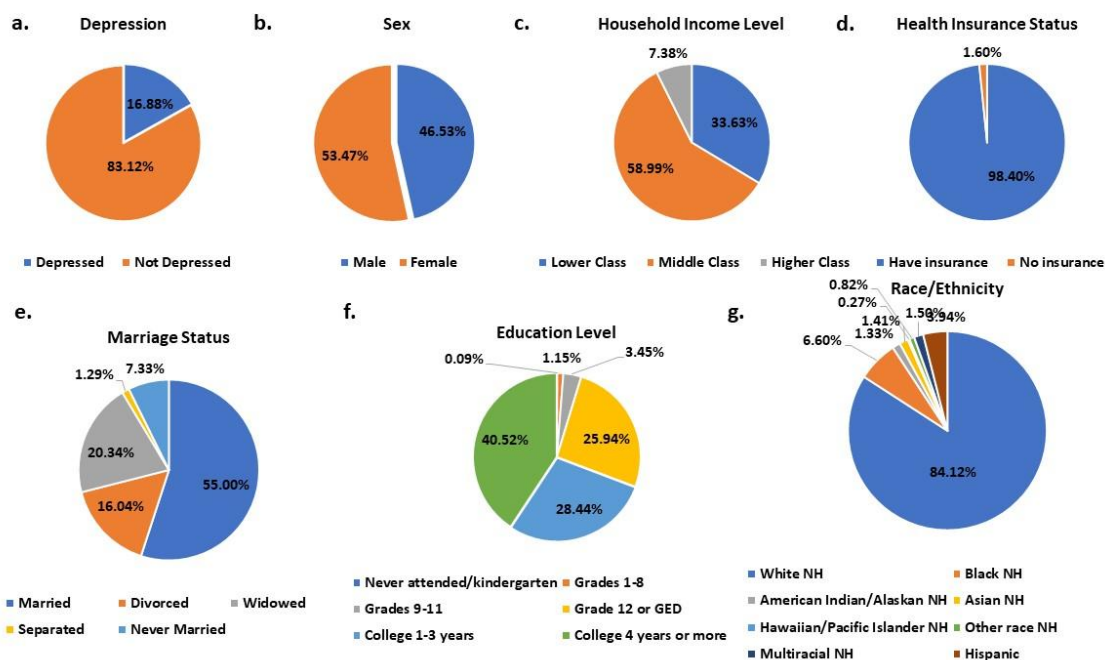 a.
Depression
16.88%
83.12%
Depressed Not Depressed
b.
Sex
46.53%
53.47%
Male Female
c.
Household Income Level
7.38%
33.63%
58.99%
Lower Class Middle Class Higher Class
d.
Health Insurance Status
1.60%
98.40%
Have insurance No insurance
e.
Marriage Status
1.29%
7.33%
20.34%
16.04%
55.00%
Married Divorced Widowed
Separated Never Married
f.
Education Level
0.09%
1.15%
3.45%
40.52%
25.94%
28.44%
Never attended/kindergarten Grades 1-8
Grades 9-11 Grade 12 or GED
College 1-3 years College 4 years or more
g.
Race/Ethnicity
0.82%
0.27%
1.50%
3.94%
1.41%
1.33%
6.60%
84.12%
White NH Black NH
American Indian/Alaskan NH Asian NH
Hawaiian/Pacific Islander NH Other race NH
Multiracial NH Hispanic